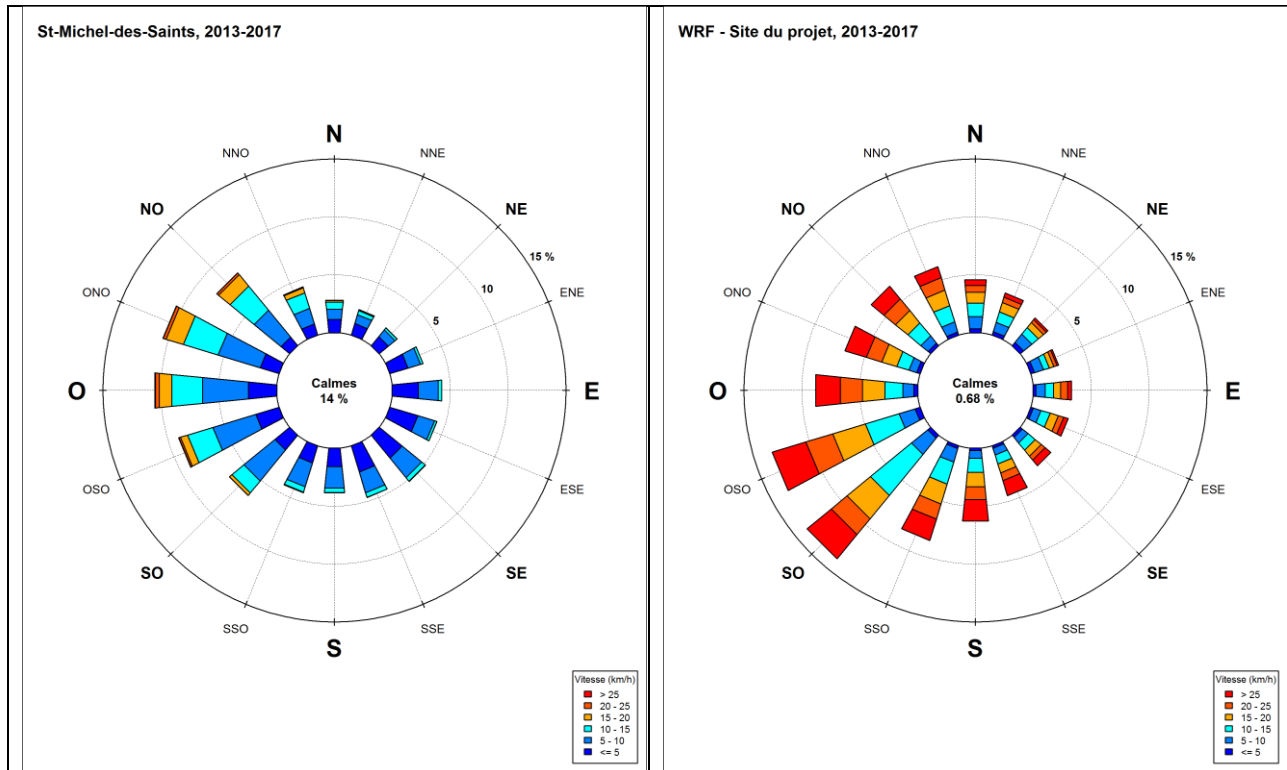 St-Michel-des-Saints, 2013-2017
N
NNO
NNE
NO
NE
15 %
10
ONO
ENE
5
O
Calmes
14 %
E
OSO
ESE
SO
SE
SSO
SSE
S
Vitesse (km/h)
> 25
20 - 25
15 - 20
10 - 15
5 - 10
<= 5
WRF - Site du projet, 2013-2017
N
NNO
NNE
NO
NE
15 %
10
ONO
ENE
5
O
Calmes
0.68 %
E
OSO
ESE
SO
SE
SSO
SSE
S
Vitesse (km/h)
> 25
20 - 25
15 - 20
10 - 15
5 - 10
<= 5